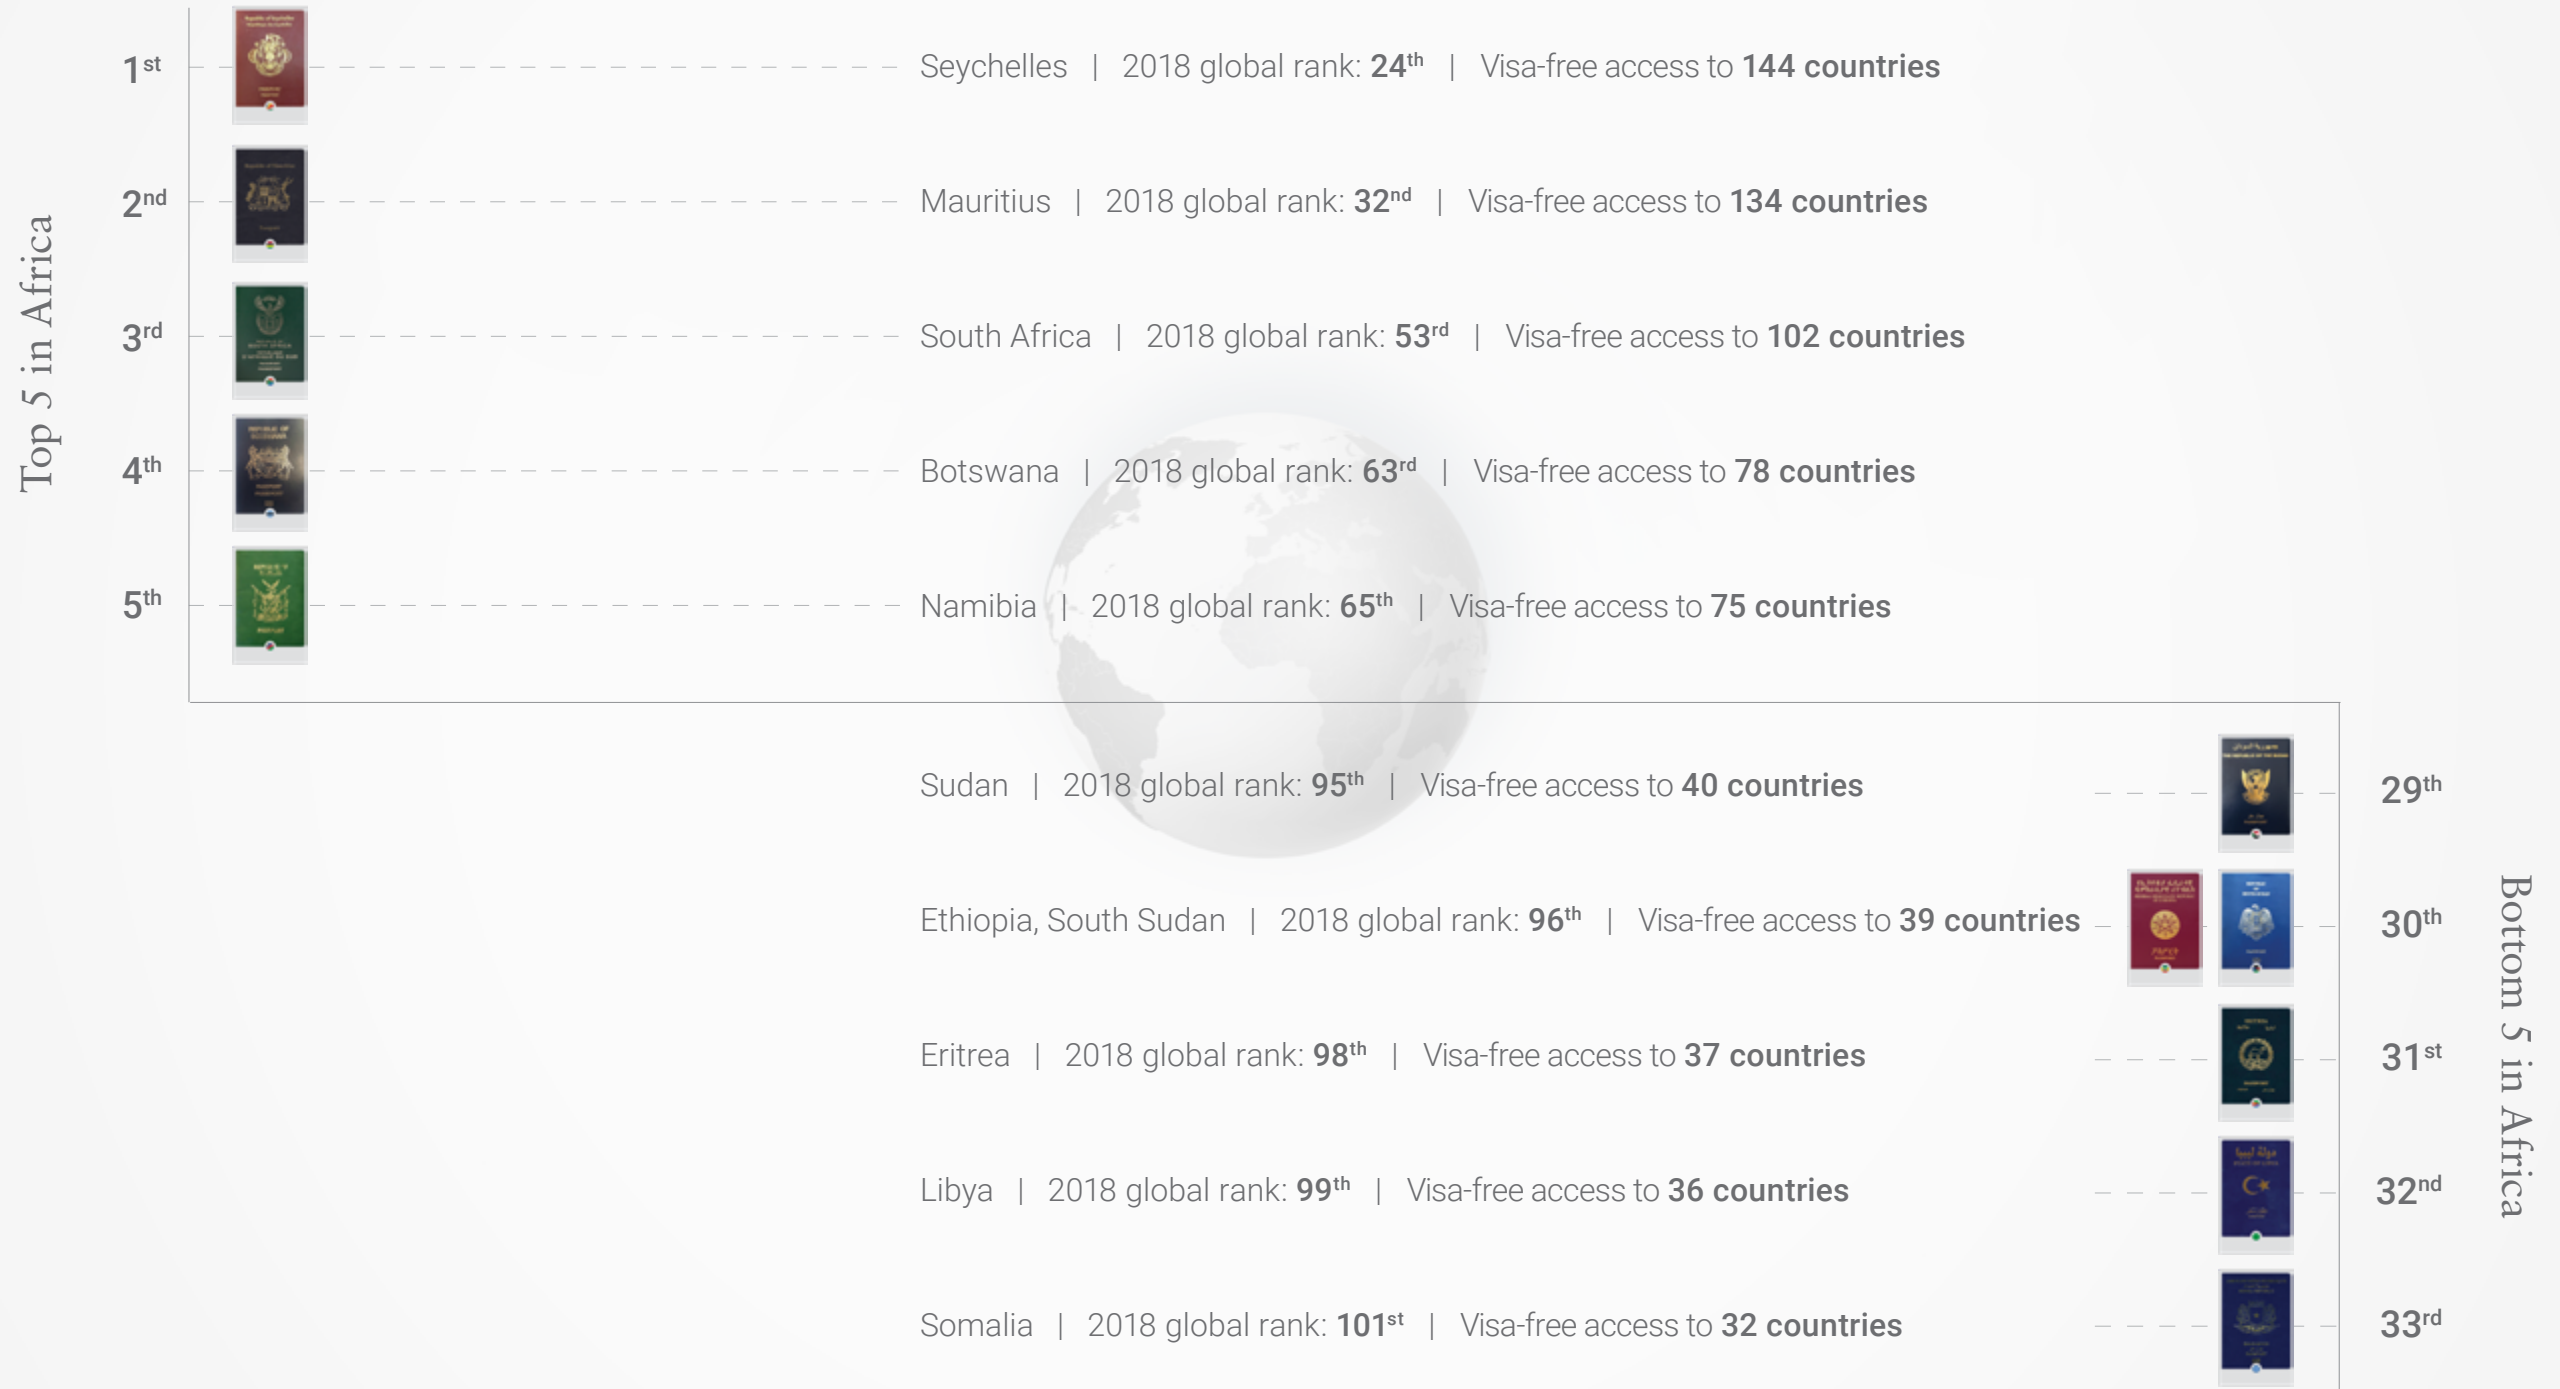 Top 5 in Africa
1st
Seychelles | 2018 global rank: 24th | Visa-free access to 144 countries
2nd
Mauritius | 2018 global rank: 32nd | Visa-free access to 134 countries
3rd
South Africa | 2018 global rank: 53rd | Visa-free access to 102 countries
4th
Botswana | 2018 global rank: 63rd | Visa-free access to 78 countries
5th
Namibia | 2018 global rank: 65th | Visa-free access to 75 countries
Bottom 5 in Africa
Sudan | 2018 global rank: 95th | Visa-free access to 40 countries
29th
Ethiopia, South Sudan | 2018 global rank: 96th | Visa-free access to 39 countries
30th
Eritrea | 2018 global rank: 98th | Visa-free access to 37 countries
31st
Libya | 2018 global rank: 99th | Visa-free access to 36 countries
32nd
Somalia | 2018 global rank: 101st | Visa-free access to 32 countries
33rd